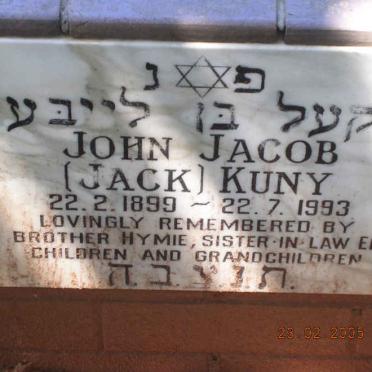 פ נ
בן לייבע
JOHN JACOB
(JACK) KUNY
22.2.1899 ~ 22.7.1993
LOVINGLY REMEMBERED BY
BROTHER HYMIE, SISTER-IN-LAW
CHILDREN AND GRANDCHILDREN
.ת.נ.צ.ב.ה
23.02.2005